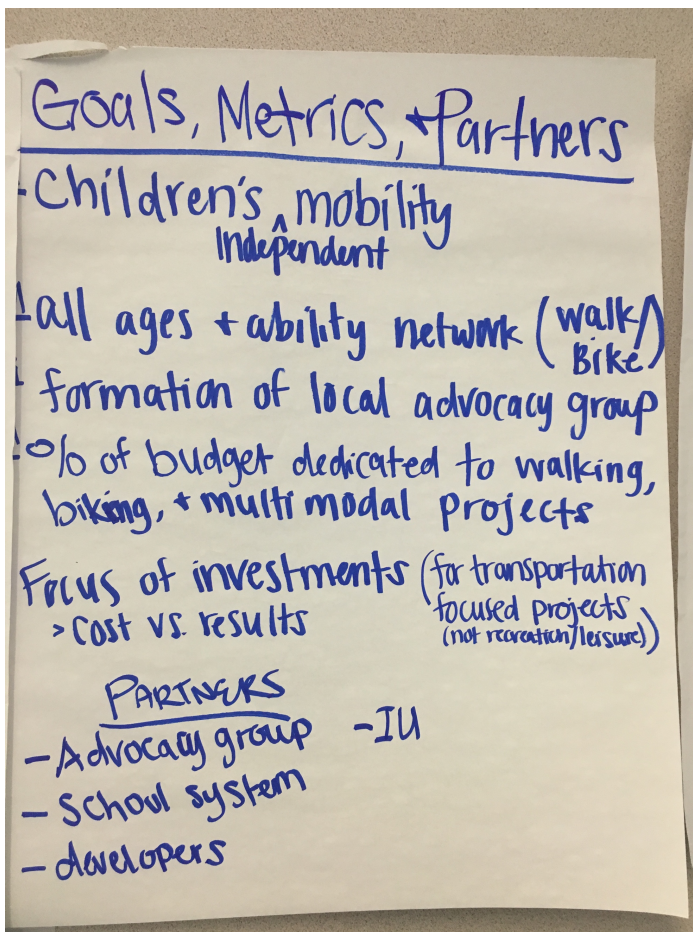 Goals, Metrics, + Partners
- Children's ^ mobility
Independent
- all ages + ability network (walk/
Bike)
- formation of local advocacy group
- % of budget dedicated to walking,
biking, + multi modal projects
Focus of investments (for transportation
focused projects
> cost vs. results (not recreation/leisure))
PARTNERS
- Advocacy group - IU
- School system
- developers